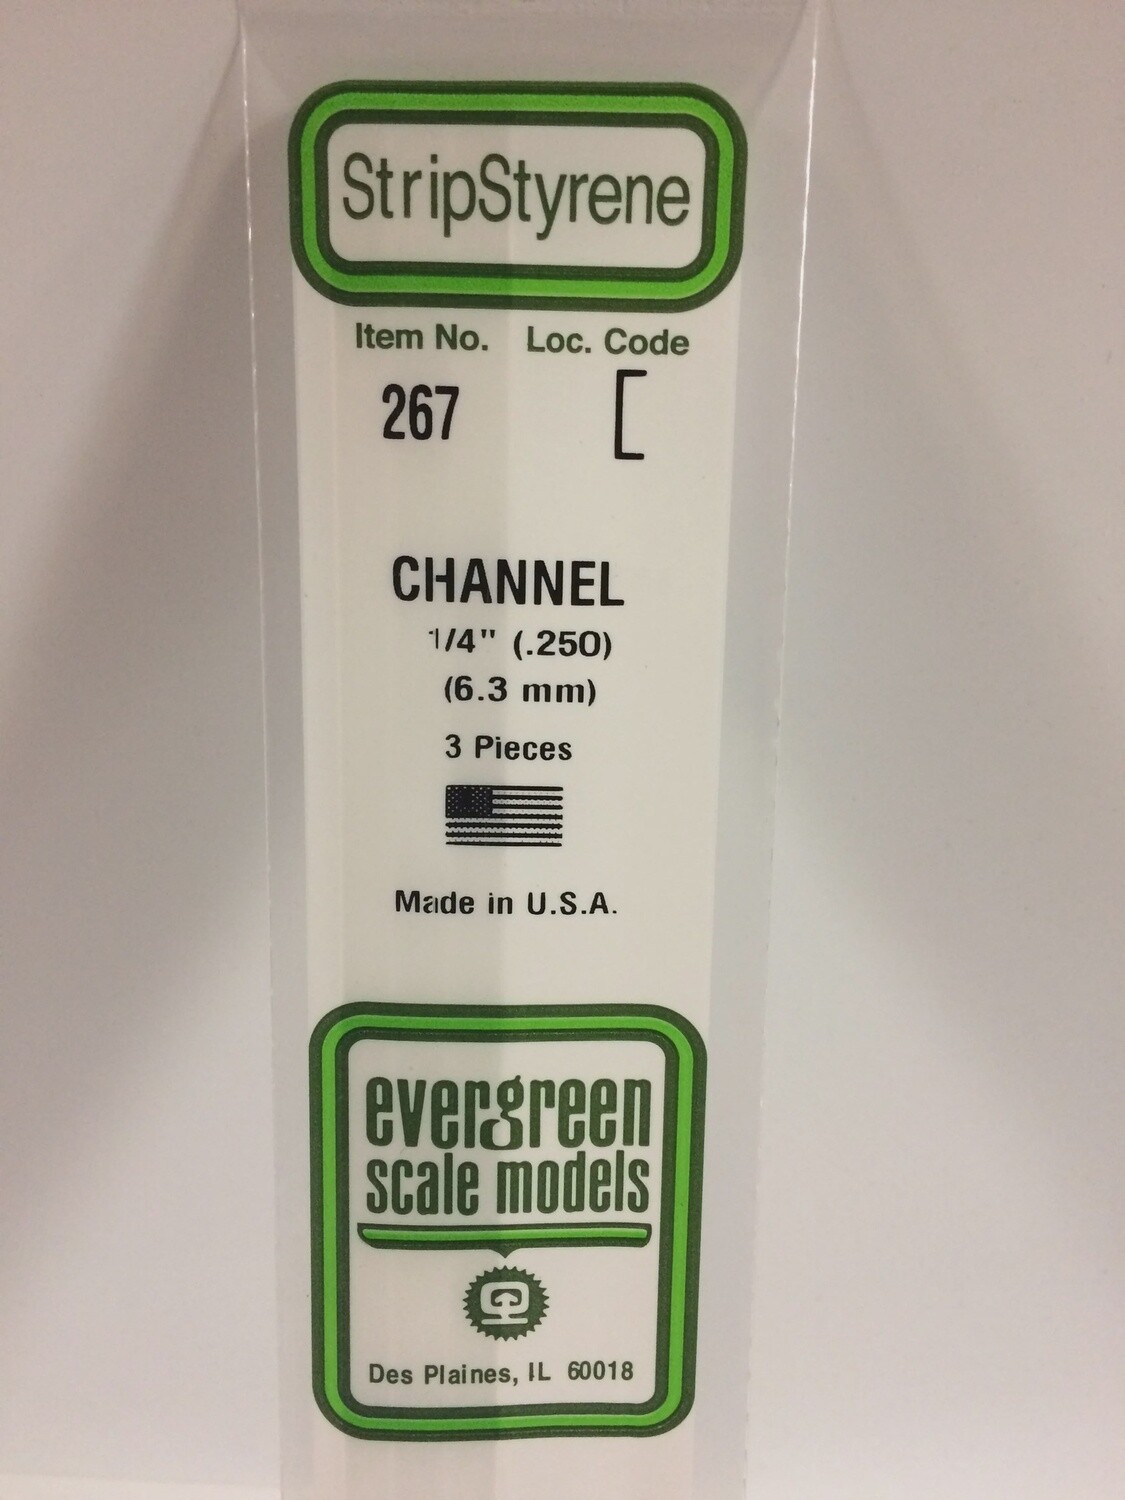 StripStyrene
Item No. Loc. Code
267 [
CHANNEL
1/4" (.250)
(6.3 mm)
3 Pieces
Made in U.S.A.
evergreen
scale models
Des Plaines, IL 60018